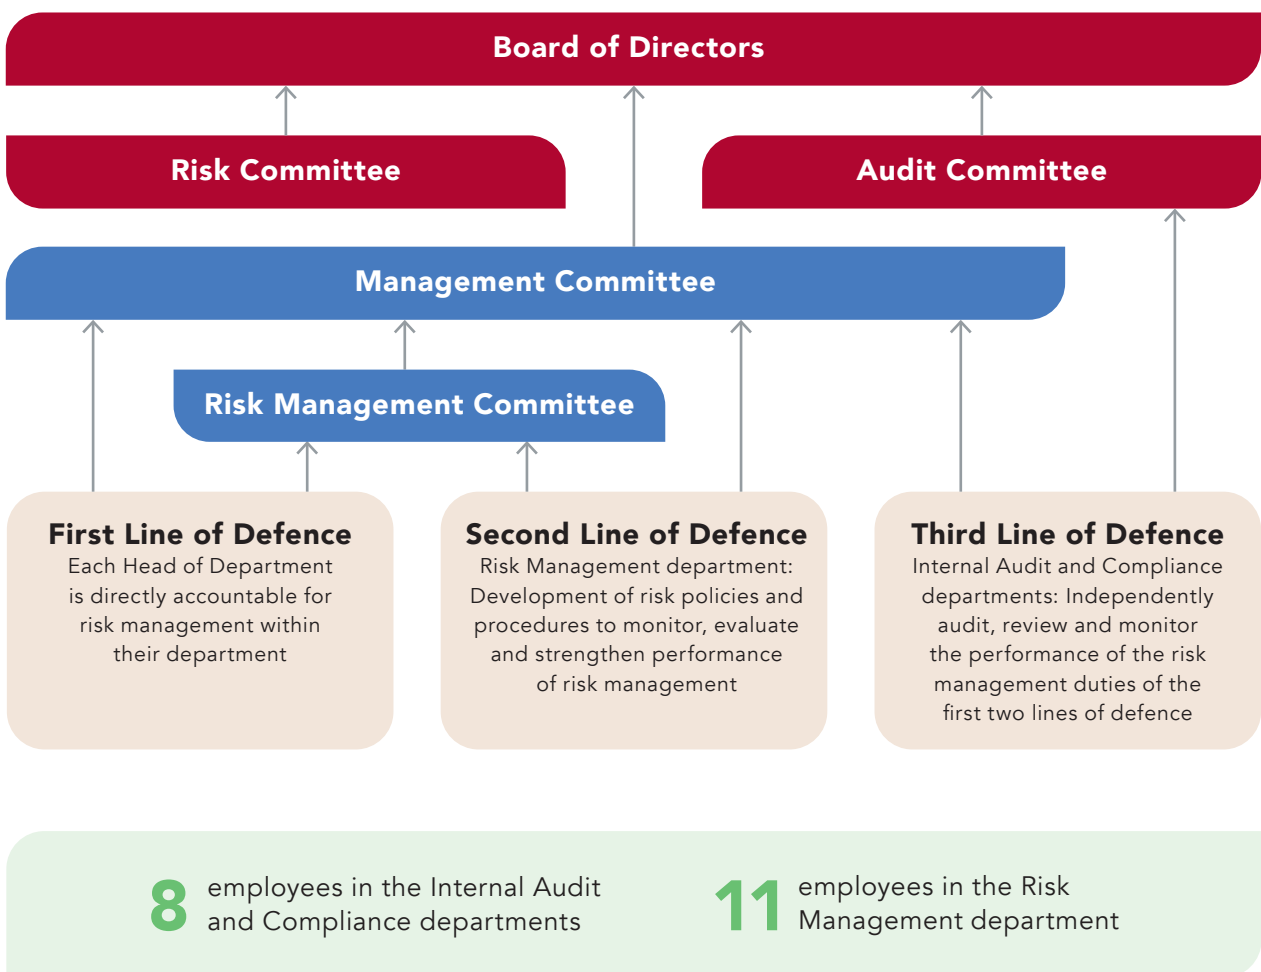 Board of Directors
Risk Committee
Audit Committee
Management Committee
Risk Management Committee
First Line of Defence
Each Head of Department
is directly accountable for
risk management within
their department
Second Line of Defence
Risk Management department:
Development of risk policies and
procedures to monitor, evaluate
and strengthen performance
of risk management
Third Line of Defence
Internal Audit and Compliance
departments: Independently
audit, review and monitor
the performance of the risk
management duties of the
first two lines of defence
8
employees in the Internal Audit
and Compliance departments
11
employees in the Risk
Management department